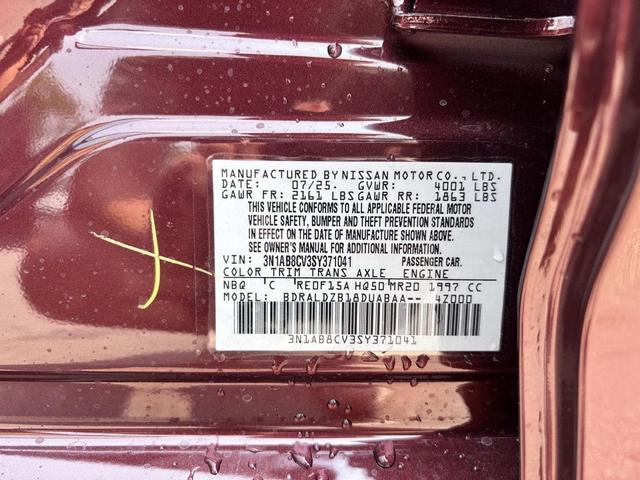 MANUFACTURED BY NISSAN MOTOR CO., LTD.
DATE: 07/25. GVWR: 4001 LBS
GAWR FR: 2161 LBS GAWR RR: 1863 LBS
THIS VEHICLE CONFORMS TO ALL APPLICABLE FEDERAL MOTOR
VEHICLE SAFETY, BUMPER AND THEFT PREVENTION STANDARDS
IN EFFECT ON THE DATE OF MANUFACTURE SHOWN ABOVE.
SEE OWNER'S MANUAL FOR ADDITIONAL INFORMATION.
VIN: 3N1AB8CV3SY371041 PASSENGER CAR.
COLOR TRIM TRANS AXLE ENGINE
NBQ C RE0F15A HQ50 MR20 1997 CC
MODEL: BDRALDZB18DUABAA-- 4Z000
3N1AB8CV3SY371041